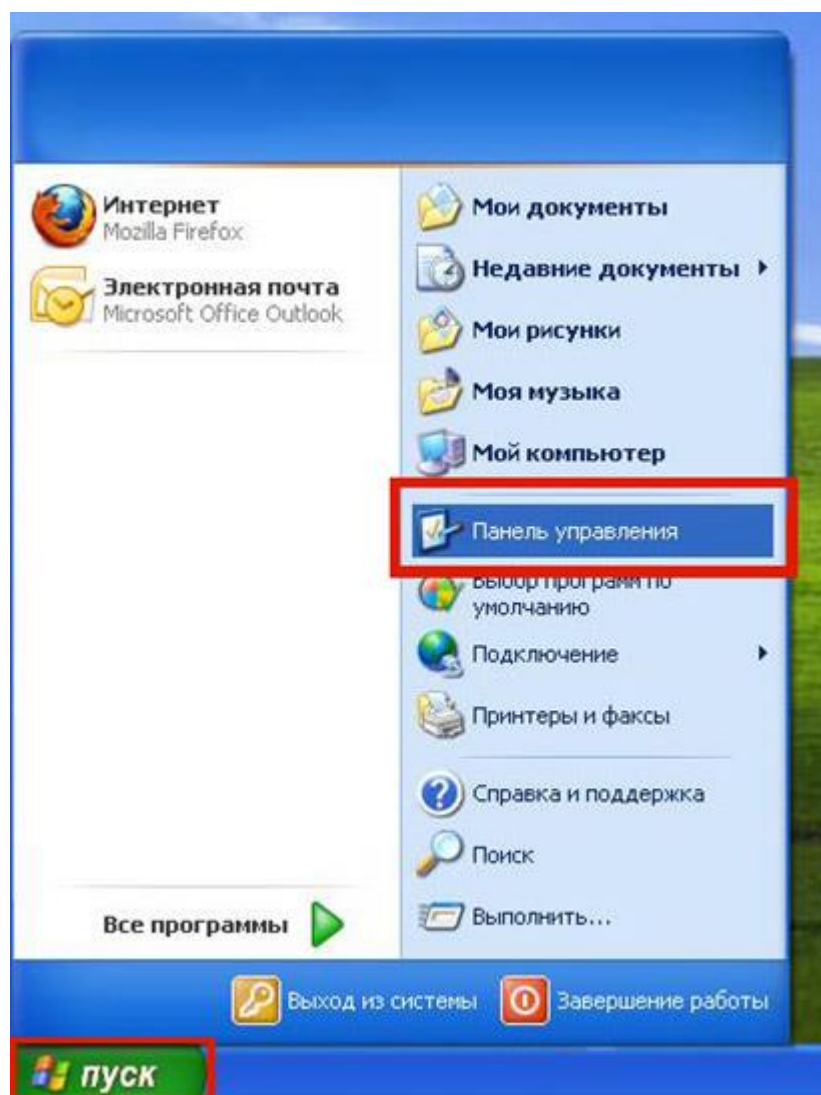 Интернет
Mozilla Firefox
Электронная почта
Microsoft Office Outlook
Все программы
Мои документы
Недавние документы
Мои рисунки
Моя музыка
Мой компьютер
Панель управления
Выбор программ по
умолчанию
Подключение
Принтеры и факсы
Справка и поддержка
Поиск
Выполнить...
Выход из системы
Завершение работы
пуск